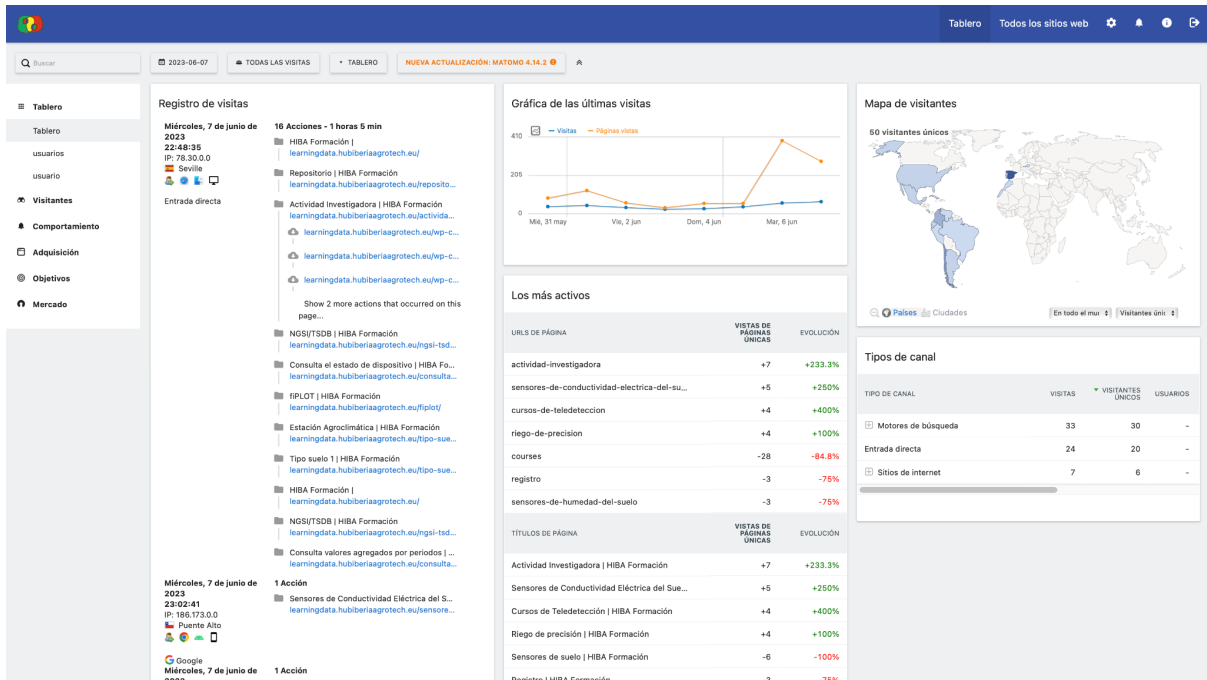 Tablero
Todos los sitios web
Buscar
2023-06-07
TODAS LAS VISITAS
TABLERO
NUEVA ACTUALIZACIÓN: MATOMO 4.14.2
Tablero
Tablero
usuarios
usuario
Visitantes
Comportamiento
Adquisición
Objetivos
Mercado
Registro de visitas
Miércoles, 7 de junio de
2023
22:48:35
IP: 78.30.0.0
Seville
Entrada directa
16 Acciones - 1 horas 5 min
HIBA Formación |
learningdata.hubiberiaagrotech.eu/
Repositorio | HIBA Formación
learningdata.hubiberiaagrotech.eu/reposito...
Actividad Investigadora | HIBA Formación
learningdata.hubiberiaagrotech.eu/activida...
learningdata.hubiberiaagrotech.eu/wp-c...
learningdata.hubiberiaagrotech.eu/wp-c...
learningdata.hubiberiaagrotech.eu/wp-c...
Show 2 more actions that occurred on this
page...
NGSI/TSDB | HIBA Formación
learningdata.hubiberiaagrotech.eu/ngsi-tsd...
Consulta el estado de dispositivo | HIBA Fo...
learningdata.hubiberiaagrotech.eu/consulta...
fiPLOT | HIBA Formación
learningdata.hubiberiaagrotech.eu/fiplot/
Estación Agroclimática | HIBA Formación
learningdata.hubiberiaagrotech.eu/tipo-sue...
Tipo suelo 1 | HIBA Formación
learningdata.hubiberiaagrotech.eu/tipo-sue...
HIBA Formación |
learningdata.hubiberiaagrotech.eu/
NGSI/TSDB | HIBA Formación
learningdata.hubiberiaagrotech.eu/ngsi-tsd...
Consulta valores agregados por periodos | ...
learningdata.hubiberiaagrotech.eu/consulta...
Miércoles, 7 de junio de
2023
23:02:41
IP: 186.173.0.0
Puente Alto
Google
1 Acción
Sensores de Conductividad Eléctrica del S...
learningdata.hubiberiaagrotech.eu/sensore...
Miércoles, 7 de junio de
2023
1 Acción
Gráfica de las últimas visitas
Visitas
Páginas vistas
410
205
0
Mié, 31 may
Vie, 2 jun
Dom, 4 jun
Mar, 6 jun
Los más activos
URLS DE PÁGINA VISTAS DE PÁGINAS ÚNICAS EVOLUCIÓN
actividad-investigadora +7 +233.3%
sensores-de-conductividad-electrica-del-su... +5 +250%
cursos-de-teledeteccion +4 +400%
riego-de-precision +4 +100%
courses -28 -84.8%
registro -3 -75%
sensores-de-humedad-del-suelo -3 -75%
TÍTULOS DE PÁGINA VISTAS DE PÁGINAS ÚNICAS EVOLUCIÓN
Actividad Investigadora | HIBA Formación +7 +233.3%
Sensores de Conductividad Eléctrica del Sue... +5 +250%
Cursos de Teledetección | HIBA Formación +4 +400%
Riego de precisión | HIBA Formación +4 +100%
Sensores de suelo | HIBA Formación -6 -100%
Registro | HIBA Formación -3 -75%
Mapa de visitantes
50 visitantes únicos
Países
Ciudades
En todo el mu
Visitantes úni
Tipos de canal
TIPO DE CANAL VISITAS VISITANTES ÚNICOS USUARIOS
Motores de búsqueda 33 30 -
Entrada directa 24 20 -
Sitios de internet 7 6 -